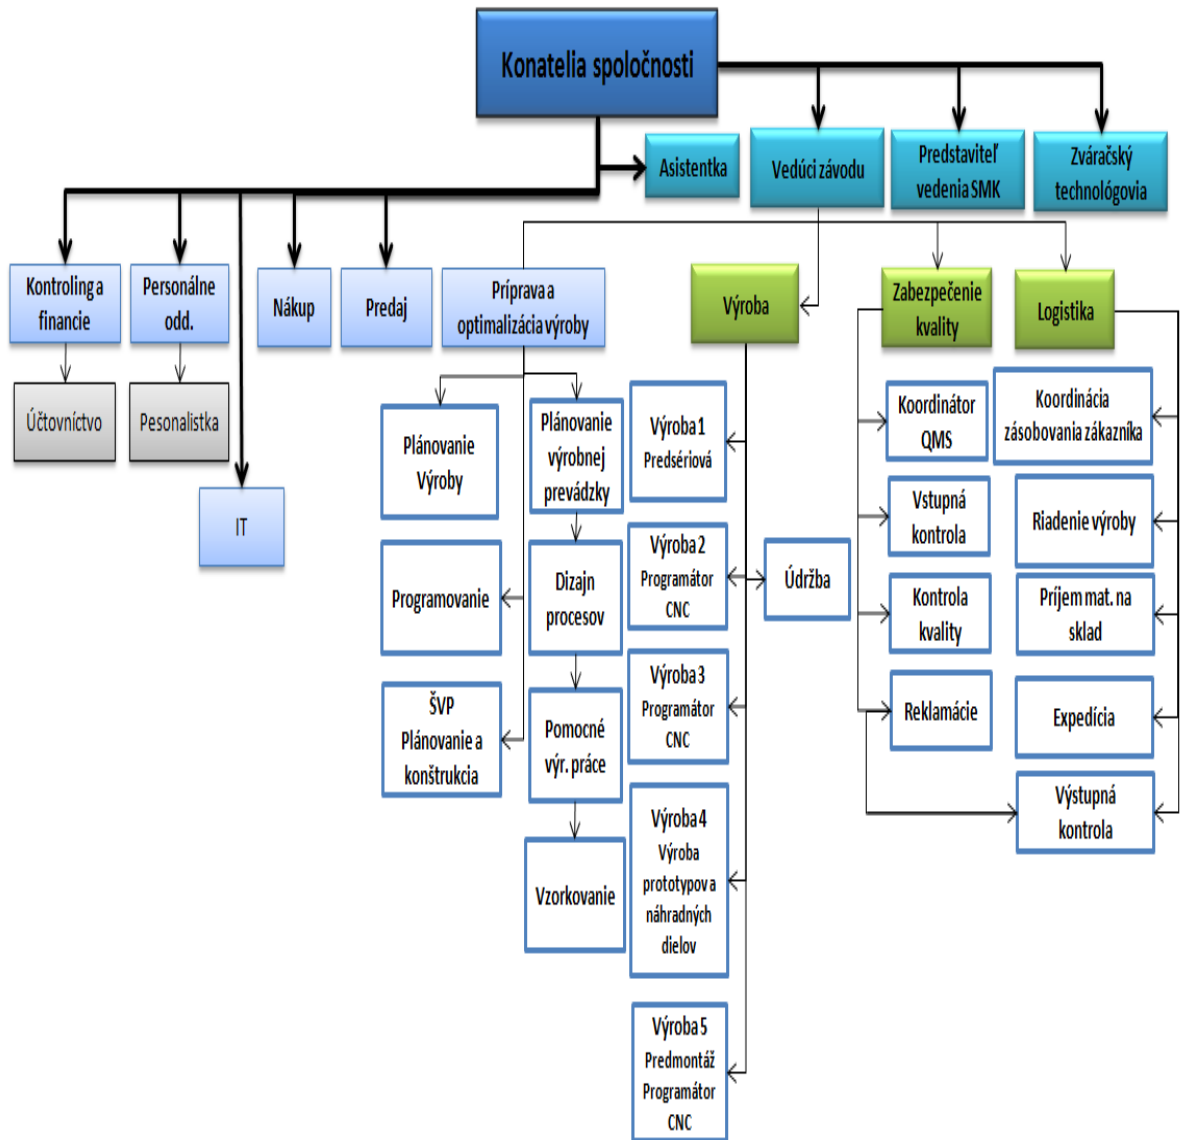 Konatelia spoločnosti
Asistentka
Vedúci závodu
Predstaviteľ
vedenia SMK
Zváračský
technológovia
Kontroling a
financie
Personálne
odd.
Nákup
Predaj
Príprava a
optimalizácia výroby
Výroba
Zabezpečenie
kvality
Logistika
Účtovníctvo
Pesonalistka
IT
Plánovanie
Výroby
Programovanie
ŠVP
Plánovanie a
konštrukcia
Plánovanie
výrobnej
prevádzky
Dizajn
procesov
Pomocné
výr. práce
Vzorkovanie
Výroba 1
Predsériová
Výroba 2
Programátor
CNC
Výroba 3
Programátor
CNC
Výroba 4
Výroba
prototypov a
náhradných
dielov
Výroba 5
Predmontáž
Programátor
CNC
Údržba
Koordinátor
QMS
Vstupná
kontrola
Kontrola
kvality
Reklamácie
Koordinácia
zásobovania zákazníka
Riadenie výroby
Príjem mat. na
sklad
Expedícia
Výstupná
kontrola